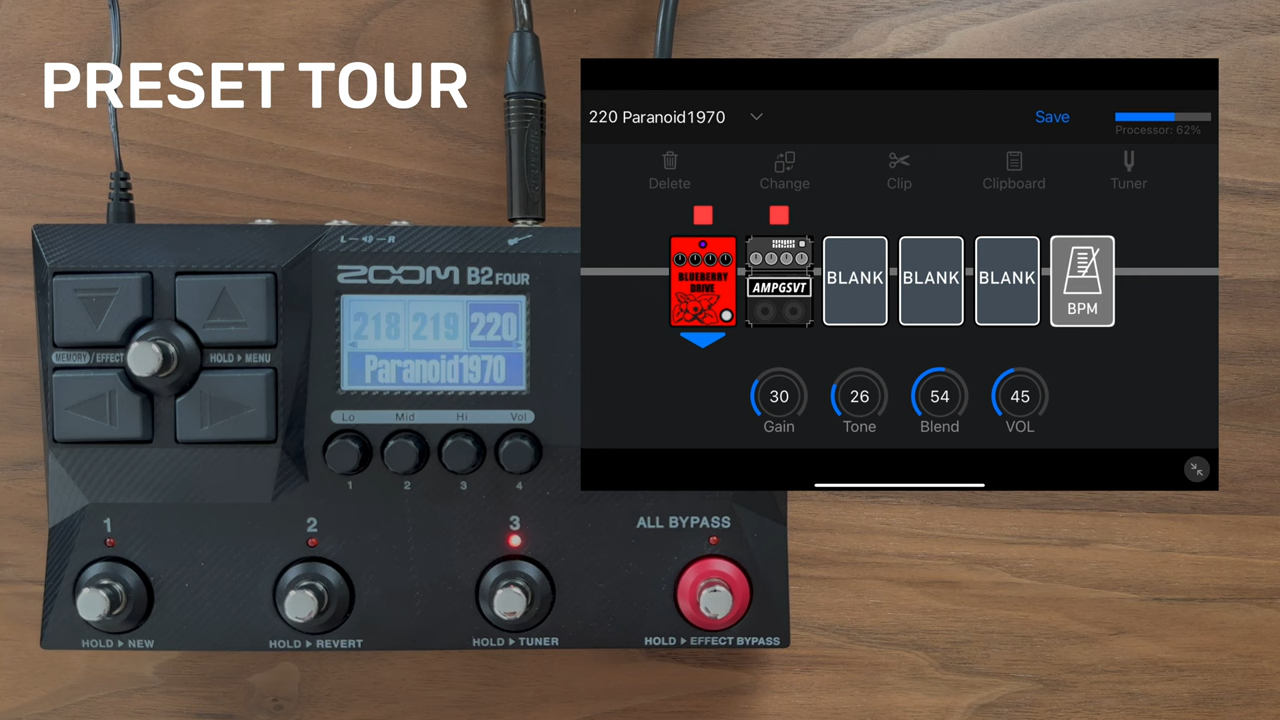 PRESET TOUR
220 Paranoid1970
Save
Processor: 62%
Delete
Change
Clip
Clipboard
Tuner
BLUEBERRY
DRIVE
AMPGSVT
BLANK
BLANK
BLANK
BPM
30
26
54
45
Gain
Tone
Blend
VOL
L R
ZOOM B2 FOUR
218 219 220
Paranoid1970
MEMORY / EFFECT
HOLD ▶ MENU
Lo Mid Hi Vol
1 2 3 4
1
2
3
ALL BYPASS
HOLD ▶ NEW
HOLD ▶ REVERT
HOLD ▶ TUNER
HOLD ▶ EFFECT BYPASS